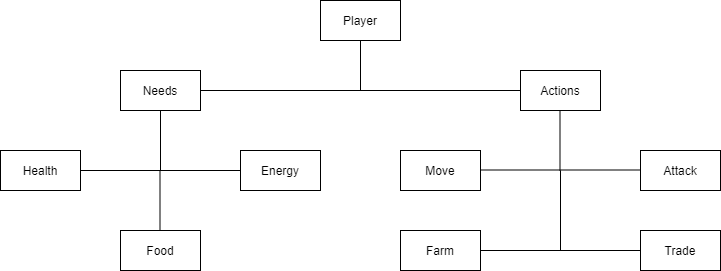 Player
Needs
Actions
Health
Energy
Move
Attack
Food
Farm
Trade